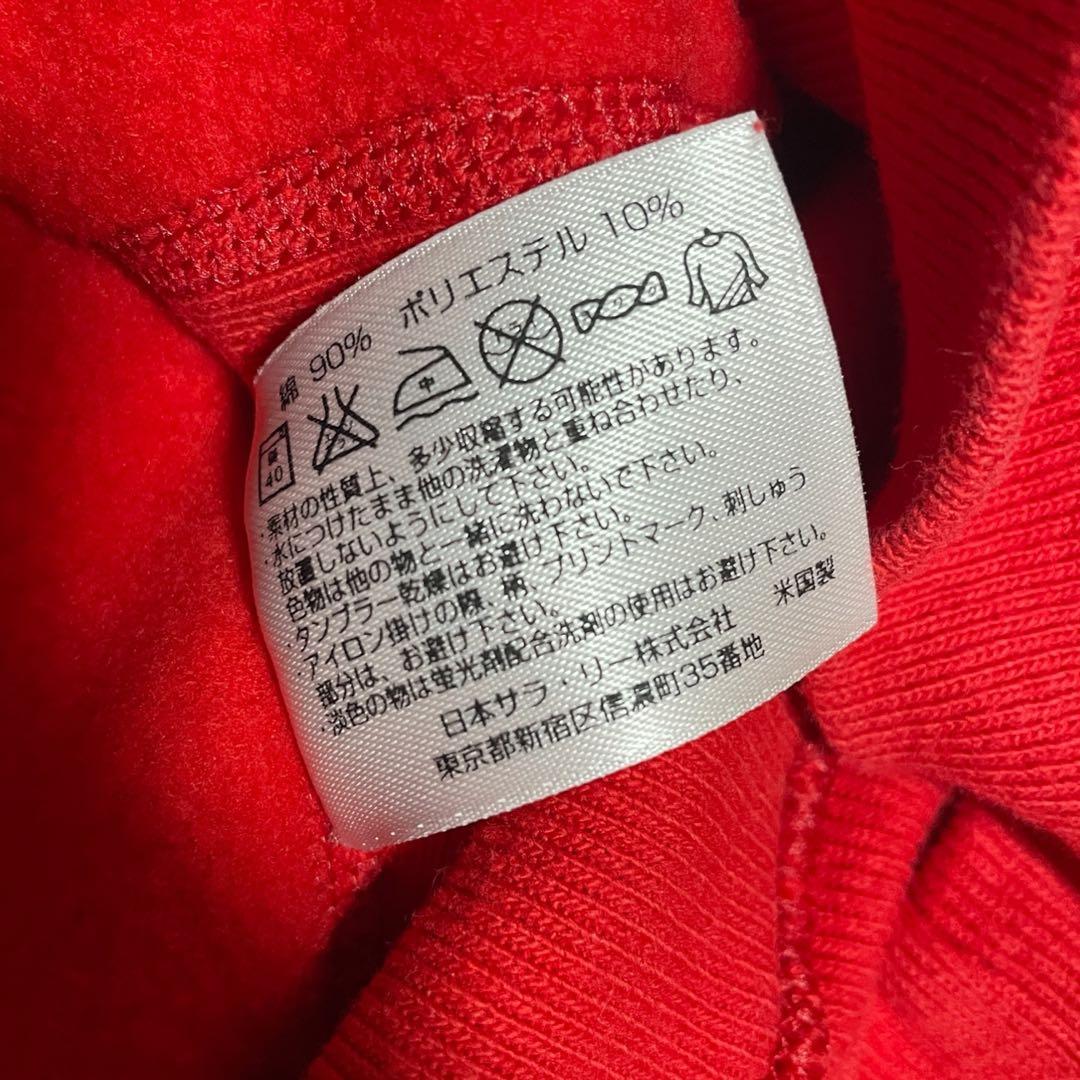 綿 90% ポリエステル 10%
40 中
・素材の性質上、多少収縮する可能性があります。
・水につけたまま他の洗濯物と重ね合わせたり、
放置しないようにして下さい。
色物は他の物と一緒に洗わないで下さい。
タンブラー乾燥はお避け下さい。
・アイロン掛けの際、柄、プリントマーク、刺しゅう
部分は、お避け下さい。
・淡色の物は蛍光剤配合洗剤の使用はお避け下さい。
日本サラ・リー株式会社 米国製
東京都新宿区信濃町35番地